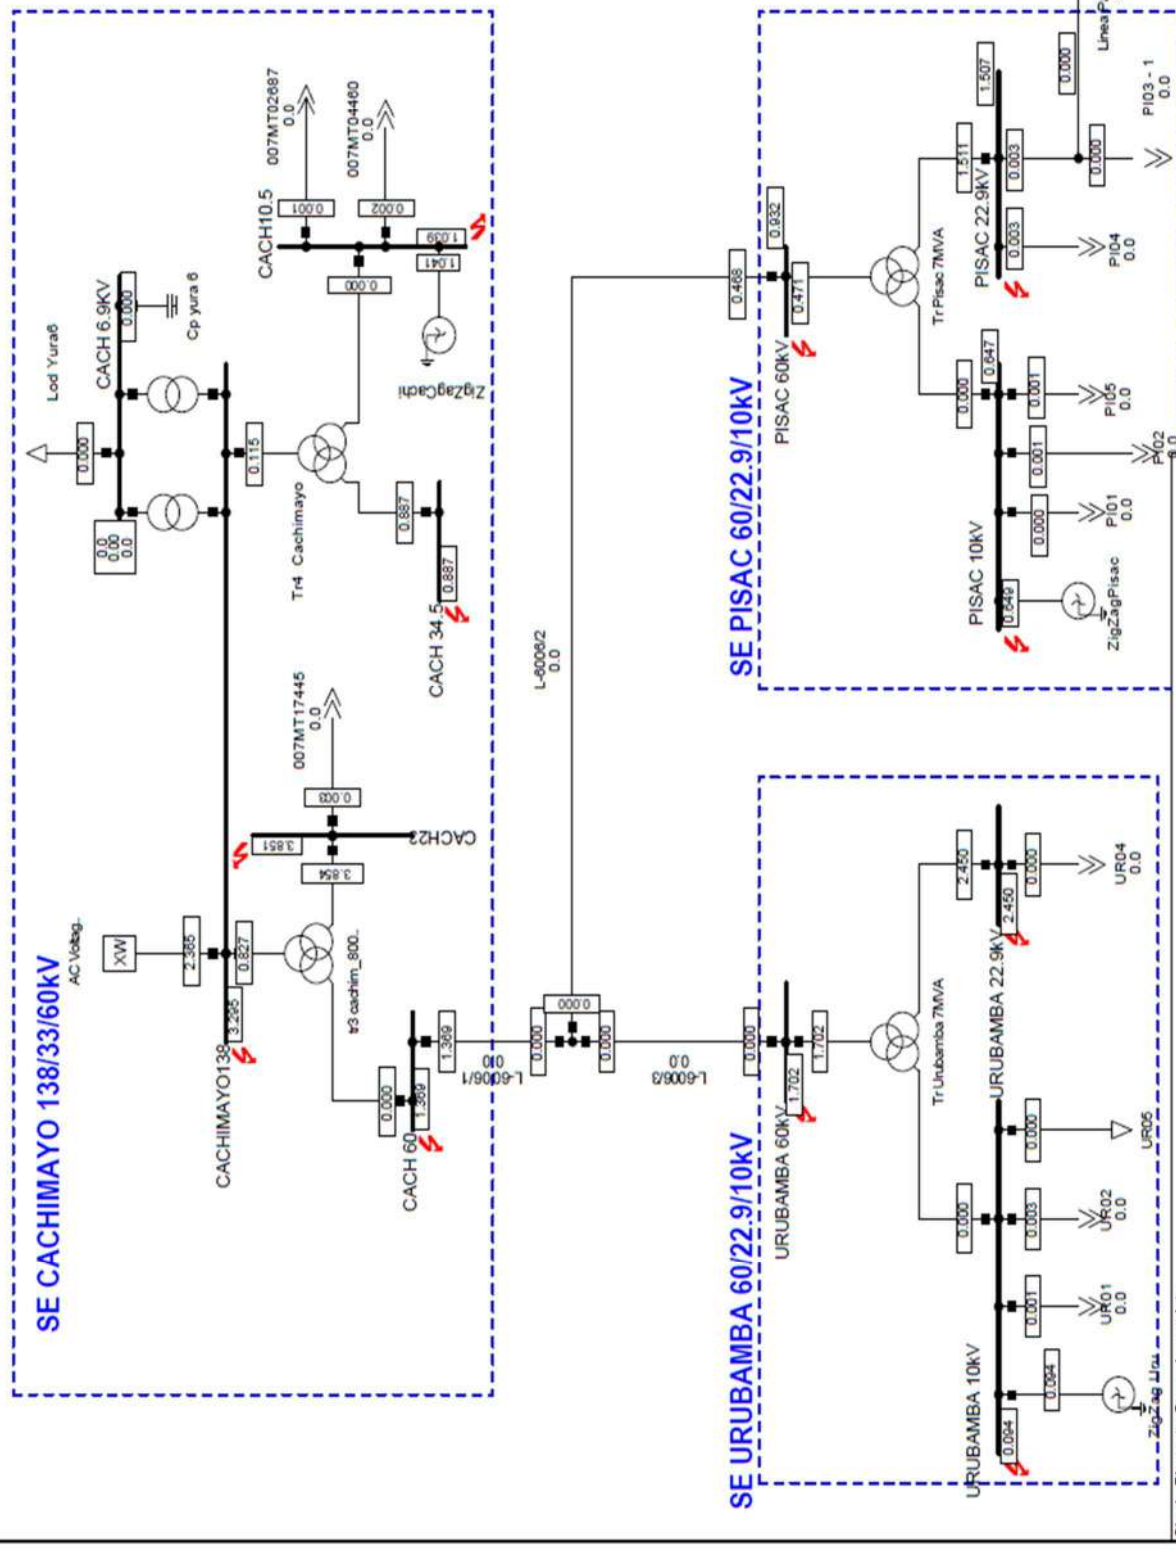 SE CACHIMAYO 138/33/60kV
AC Voltag..
XW
2.365
CACHIMAYO138
3.295
0.827
tr3 cachim_800..
0.000
CACH 60
1.369
1.369
3.851
3.854
CACH23
0.003
007MT17445
0.0
Lod Yura6
0.000
CACH 6.9KV
0.0
0.00
0.0
0.000
Cp yura 6
0.115
Tr4 Cachimayo
0.887
CACH 34.5
0.887
0.000
CACH10.5
0.001
007MT02687
0.0
0.002
007MT04460
0.0
1.039
1.041
ZigZagCachi
L-6006/1
0.0
0.000
0.000
0.000
L-6006/2
0.0
L-6006/3
0.0
0.000
SE URUBAMBA 60/22.9/10kV
URUBAMBA 60kV
1.702
1.702
Tr Urubamba 7MVA
0.000
2.450
URUBAMBA 10kV
0.094
0.094
0.001
0.003
0.000
UR01
0.0
UR02
0.0
UR05
URUBAMBA 22.9kV
2.450
0.000
UR04
0.0
SE PISAC 60/22.9/10kV
0.468
0.932
PISAC 60kV
0.471
Tr Pisac 7MVA
0.000
1.511
PISAC 10kV
0.647
0.649
ZigZagPisac
0.000
0.001
0.001
PI01
0.0
PI02
0.0
PI05
0.0
PISAC 22.9kV
1.507
0.003
0.003
PI04
0.0
0.000
0.000
PI03 - 1
0.0